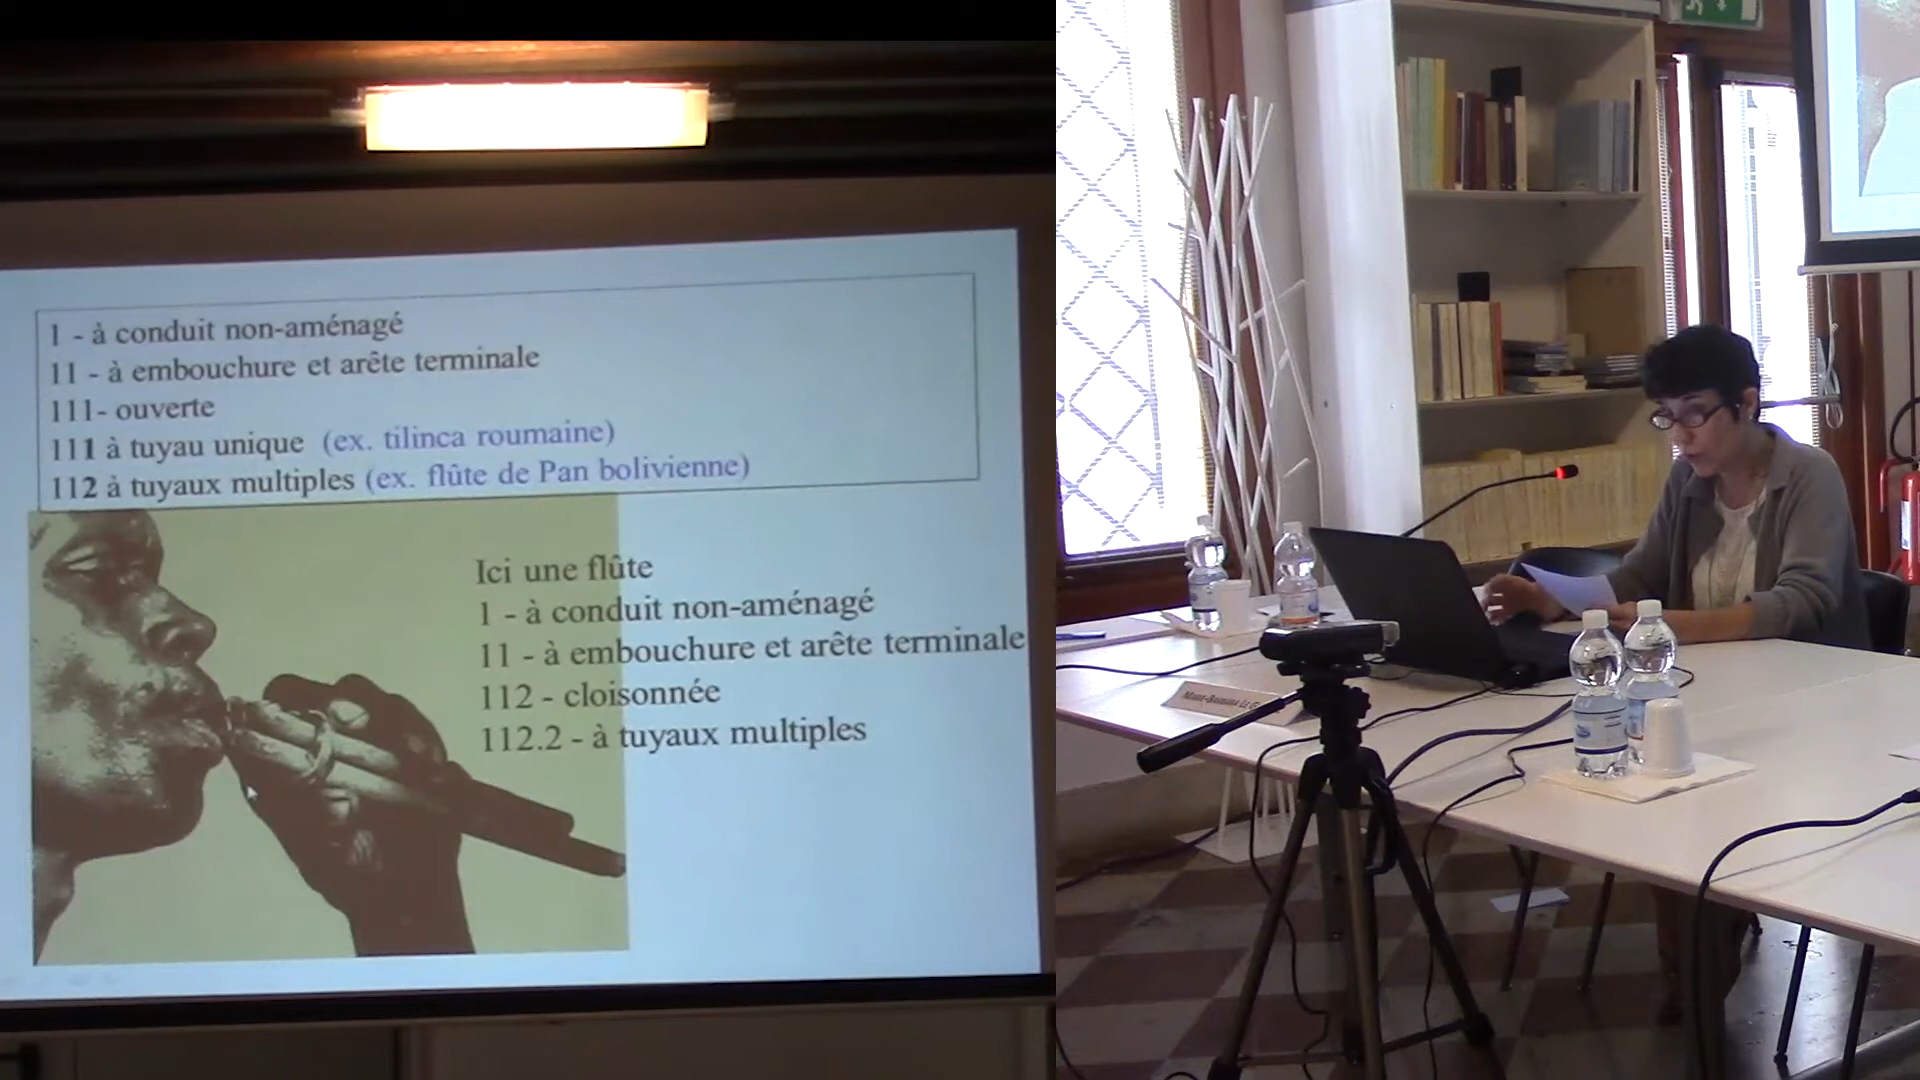 1 - à conduit non-aménagé
11 - à embouchure et arête terminale
111- ouverte
111 à tuyau unique (ex. tilinca roumaine)
112 à tuyaux multiples (ex. flûte de Pan bolivienne)
Ici une flûte
1 - à conduit non-aménagé
11 - à embouchure et arête terminale
112 - cloisonnée
112.2 - à tuyaux multiples